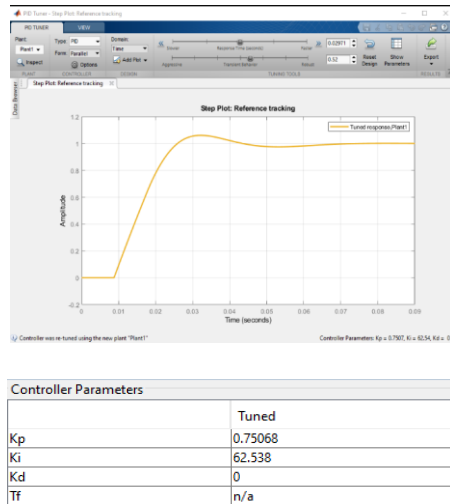 PID Tuner - Step Plot: Reference tracking
PID TUNER VIEW
Plant: Type: PID Domain:
Plant1 Form: Parallel Time Slower Response Time (seconds) Faster 0.02971
Inspect Options Add Plot Aggressive Transient Behavior Robust 0.52 Reset Design Show Parameters Export
PLANT CONTROLLER DESIGN TUNING TOOLS RESULTS
Data Browser
Step Plot: Reference tracking
Step Plot: Reference tracking
Tuned response:Plant1
1.2
1
0.8
0.6
0.4
0.2
0
-0.2
Amplitude
0 0.01 0.02 0.03 0.04 0.05 0.06 0.07 0.08 0.09
Time (seconds)
Controller was re-tuned using the new plant "Plant1" Controller Parameters: Kp = 0.7507, Ki = 62.54, Kd = 0
Controller Parameters
Tuned
Kp 0.75068
Ki 62.538
Kd 0
Tf n/a